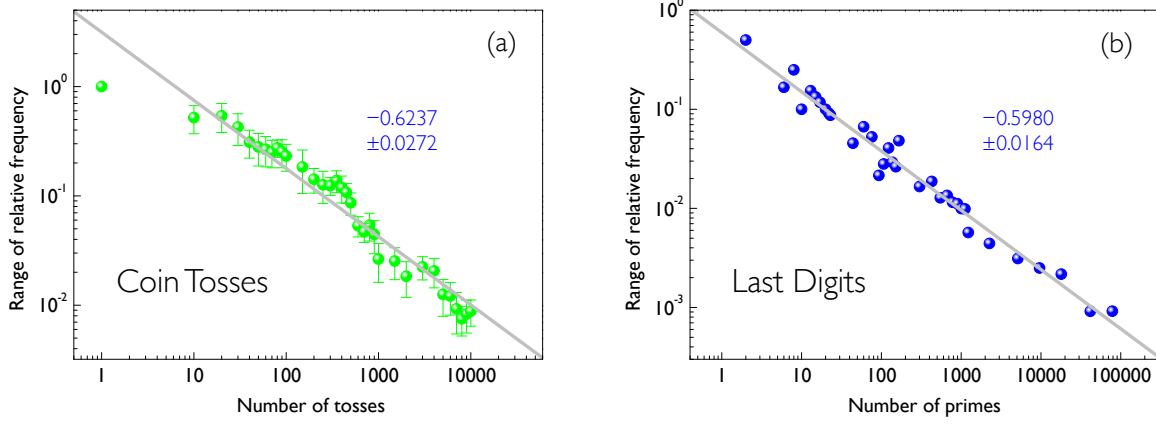 (a)
10⁰
10⁻¹
10⁻²
Range of relative frequency
−0.6237
±0.0272
Coin Tosses
1 10 100 1000 10000
Number of tosses
(b)
10⁰
10⁻¹
10⁻²
10⁻³
Range of relative frequency
−0.5980
±0.0164
Last Digits
1 10 100 1000 10000 100000
Number of primes